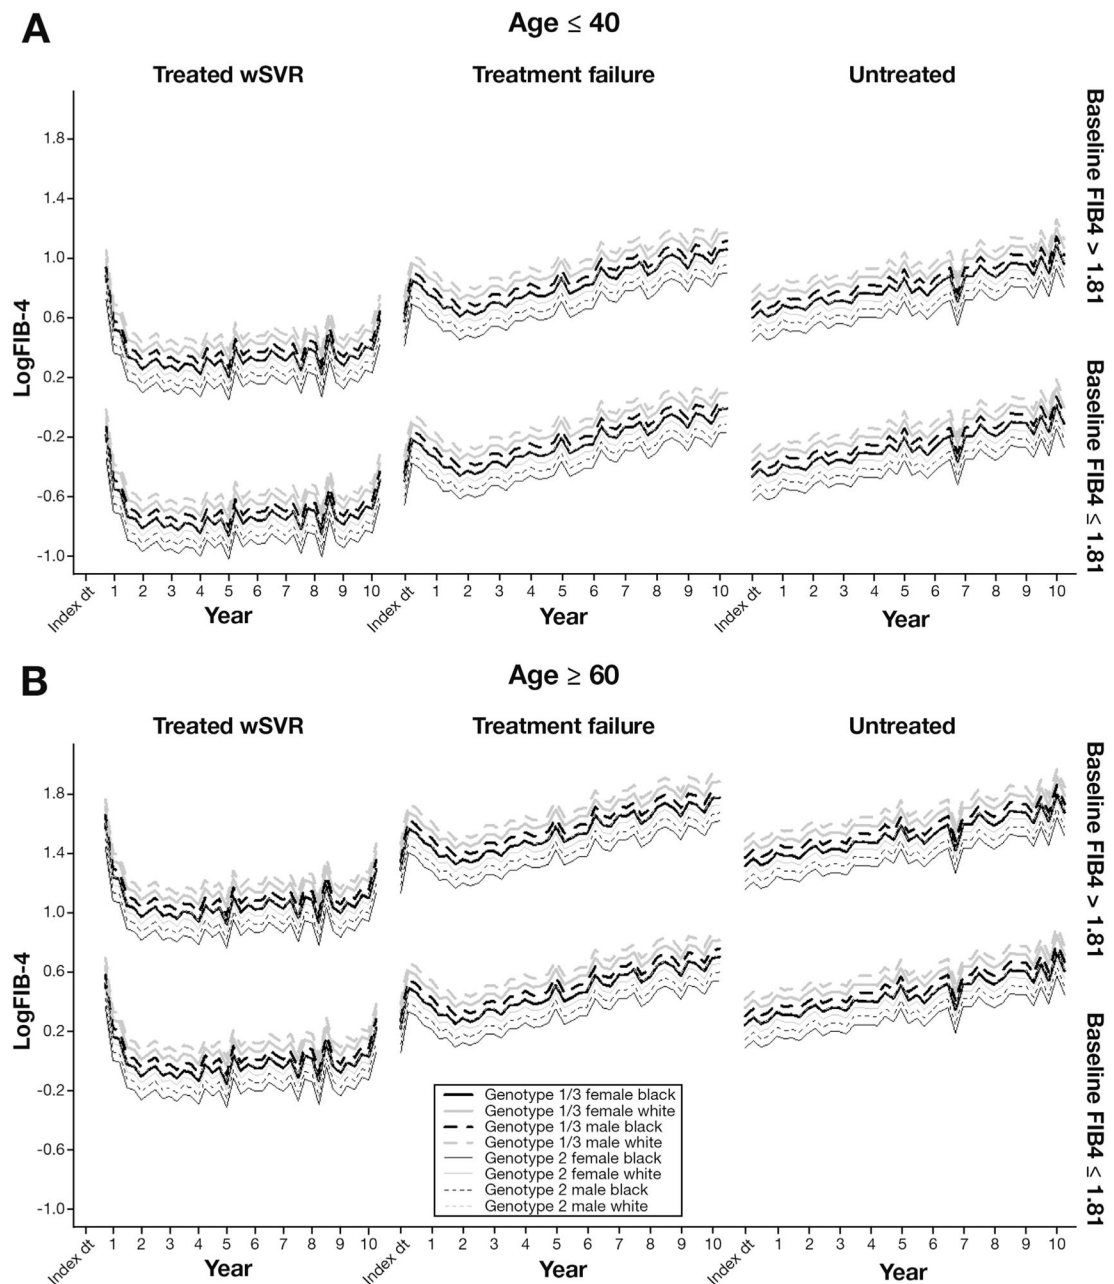 A
Age ≤ 40
Treated wSVR
Treatment failure
Untreated
LogFIB-4
1.8
1.4
1.0
0.6
0.2
-0.2
-0.6
-1.0
Baseline FIB4 > 1.81
Baseline FIB4 ≤ 1.81
Index dt 1 2 3 4 5 6 7 8 9 10
Index dt 1 2 3 4 5 6 7 8 9 10
Index dt 1 2 3 4 5 6 7 8 9 10
Year
Year
Year
B
Age ≥ 60
Treated wSVR
Treatment failure
Untreated
LogFIB-4
1.8
1.4
1.0
0.6
0.2
-0.2
-0.6
-1.0
Baseline FIB4 > 1.81
Baseline FIB4 ≤ 1.81
Genotype 1/3 female black
Genotype 1/3 female white
Genotype 1/3 male black
Genotype 1/3 male white
Genotype 2 female black
Genotype 2 female white
Genotype 2 male black
Genotype 2 male white
Index dt 1 2 3 4 5 6 7 8 9 10
Index dt 1 2 3 4 5 6 7 8 9 10
Index dt 1 2 3 4 5 6 7 8 9 10
Year
Year
Year